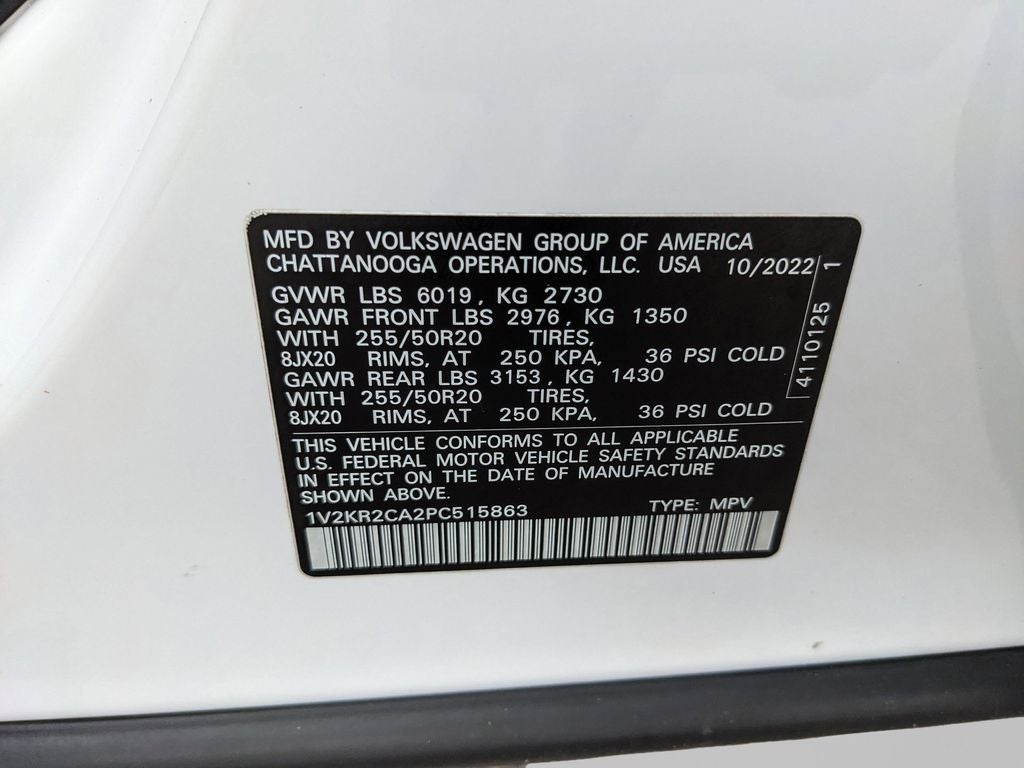 MFD BY VOLKSWAGEN GROUP OF AMERICA
CHATTANOOGA OPERATIONS, LLC. USA 10/2022
GVWR LBS 6019, KG 2730
GAWR FRONT LBS 2976, KG 1350
WITH 255/50R20 TIRES,
8JX20 RIMS, AT 250 KPA, 36 PSI COLD
GAWR REAR LBS 3153, KG 1430
WITH 255/50R20 TIRES,
8JX20 RIMS, AT 250 KPA, 36 PSI COLD
4110125 1
THIS VEHICLE CONFORMS TO ALL APPLICABLE
U.S. FEDERAL MOTOR VEHICLE SAFETY STANDARDS
IN EFFECT ON THE DATE OF MANUFACTURE
SHOWN ABOVE.
1V2KR2CA2PC515863 TYPE: MPV